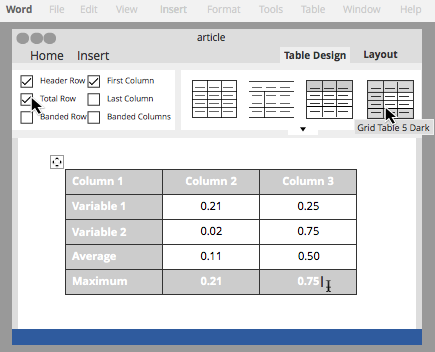 Word File Edit View Insert Format Tools Table Window Help
article
Home Insert Table Design Layout
Header Row First Column
Total Row Last Column
Banded Row Banded Columns
Grid Table 5 Dark
Column 1 Column 2 Column 3
Variable 1 0.21 0.25
Variable 2 0.02 0.75
Average 0.11 0.50
Maximum 0.21 0.75